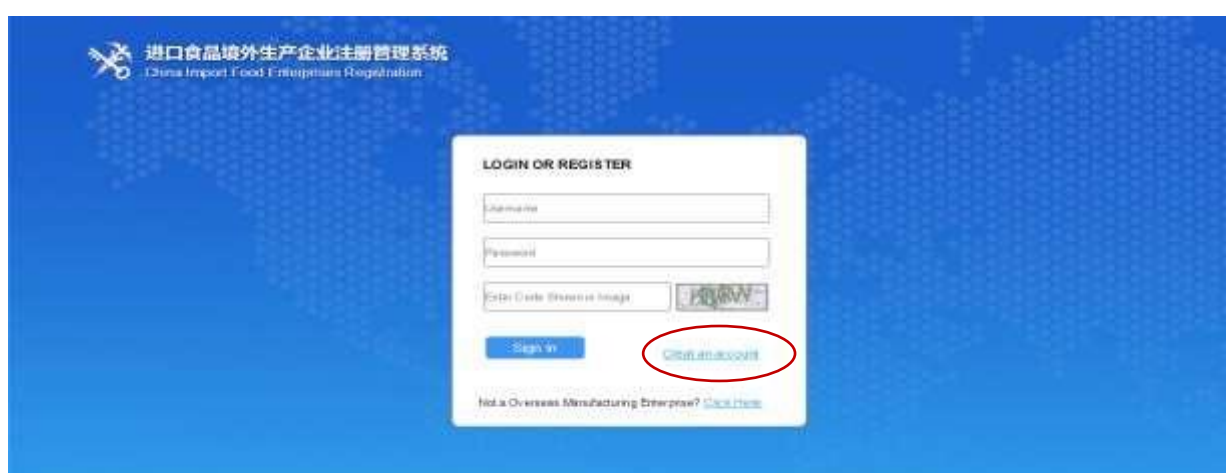 进口食品境外生产企业注册管理系统
China Import Food Enterprises Registration
LOGIN OR REGISTER
Username
Password
Enter Code Shown in Image
Sign in
an account
Not a Overseas Manufacturing Enterprise? Click Here